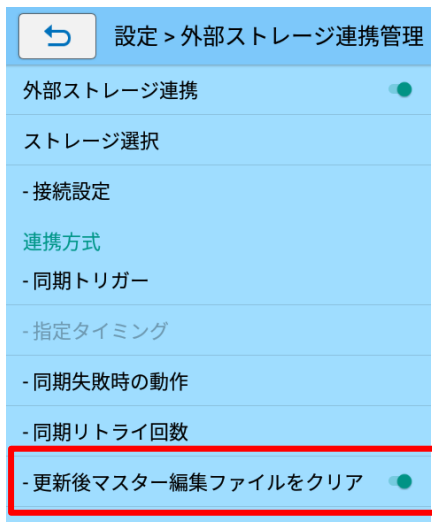 設定 > 外部ストレージ連携管理
外部ストレージ連携
ストレージ選択
- 接続設定
連携方式
- 同期トリガー
- 指定タイミング
- 同期失敗時の動作
- 同期リトライ回数
- 更新後マスター編集ファイルをクリア